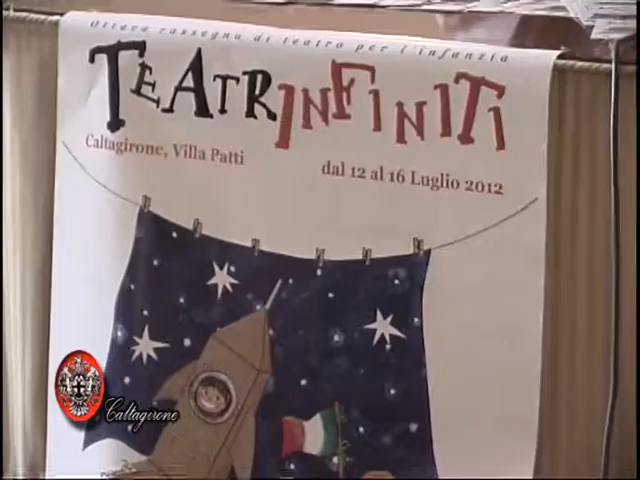 Ottava rassegna di teatro per l'infanzia
TEATRINFINITI
Caltagirone, Villa Patti
dal 12 al 16 Luglio 2012
Caltagirone